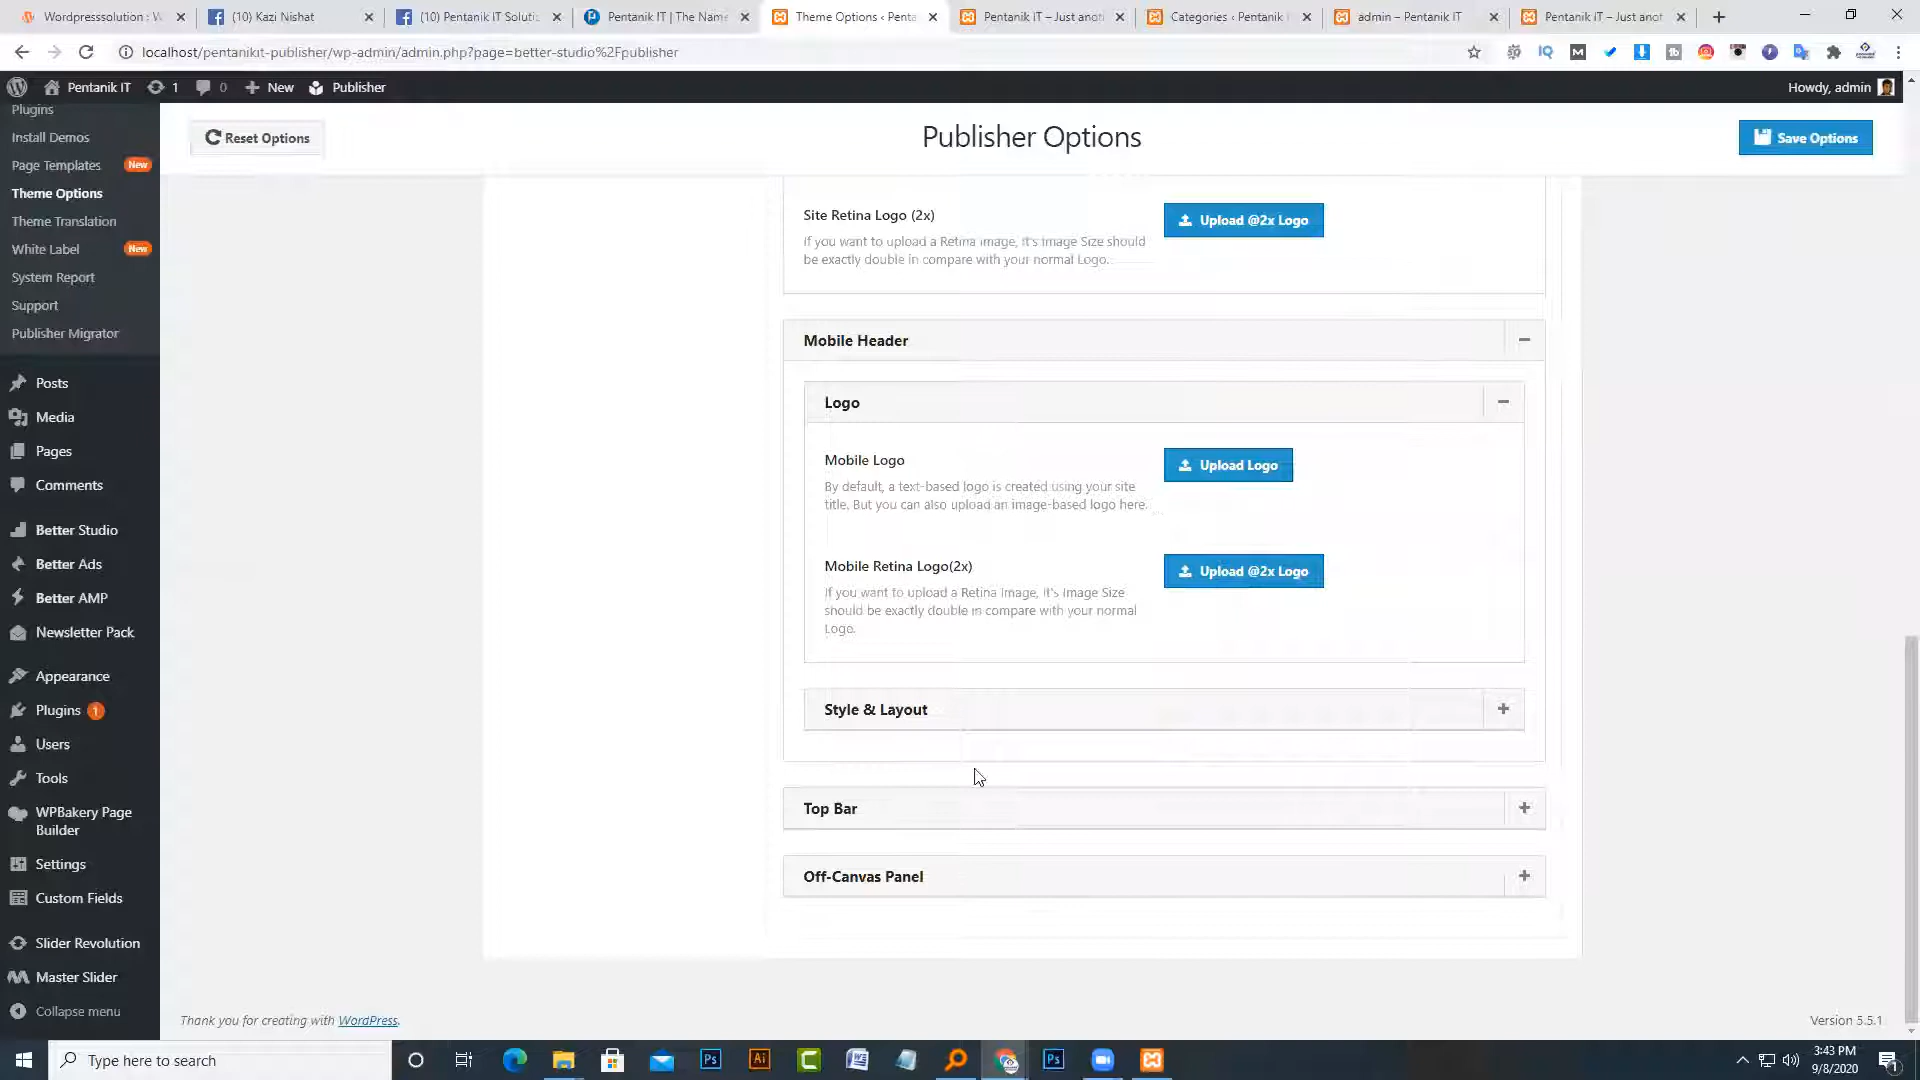 Wordpresssolution : W
(10) Kazi Nishat
(10) Pentanik IT Soluti
Pentanik IT | The Name
Theme Options ‹ Penta
Pentanik iT – Just anot
Categories ‹ Pentanik
admin – Pentanik IT
Pentanik iT – Just anot
localhost/pentanikit-publisher/wp-admin/admin.php?page=better-studio%2Fpublisher
Pentanik IT
1
0
New
Publisher
Howdy, admin
Plugins
Install Demos
Page Templates New
Theme Options
Theme Translation
White Label New
System Report
Support
Publisher Migrator
Posts
Media
Pages
Comments
Better Studio
Better Ads
Better AMP
Newsletter Pack
Appearance
Plugins 1
Users
Tools
WPBakery Page
Builder
Settings
Custom Fields
Slider Revolution
Master Slider
Collapse menu
Reset Options
Publisher Options
Save Options
Site Retina Logo (2x)
Upload @2x Logo
If you want to upload a Retina Image, It's Image Size should
be exactly double in compare with your normal Logo.
Mobile Header
Logo
Mobile Logo
Upload Logo
By default, a text-based logo is created using your site
title. But you can also upload an image-based logo here.
Mobile Retina Logo(2x)
Upload @2x Logo
If you want to upload a Retina Image, It's Image Size
should be exactly double in compare with your normal
Logo.
Style & Layout
Top Bar
Off-Canvas Panel
Thank you for creating with WordPress.
Version 5.5.1
Type here to search
Ps
Ai
Ps
3:43 PM
9/8/2020
1